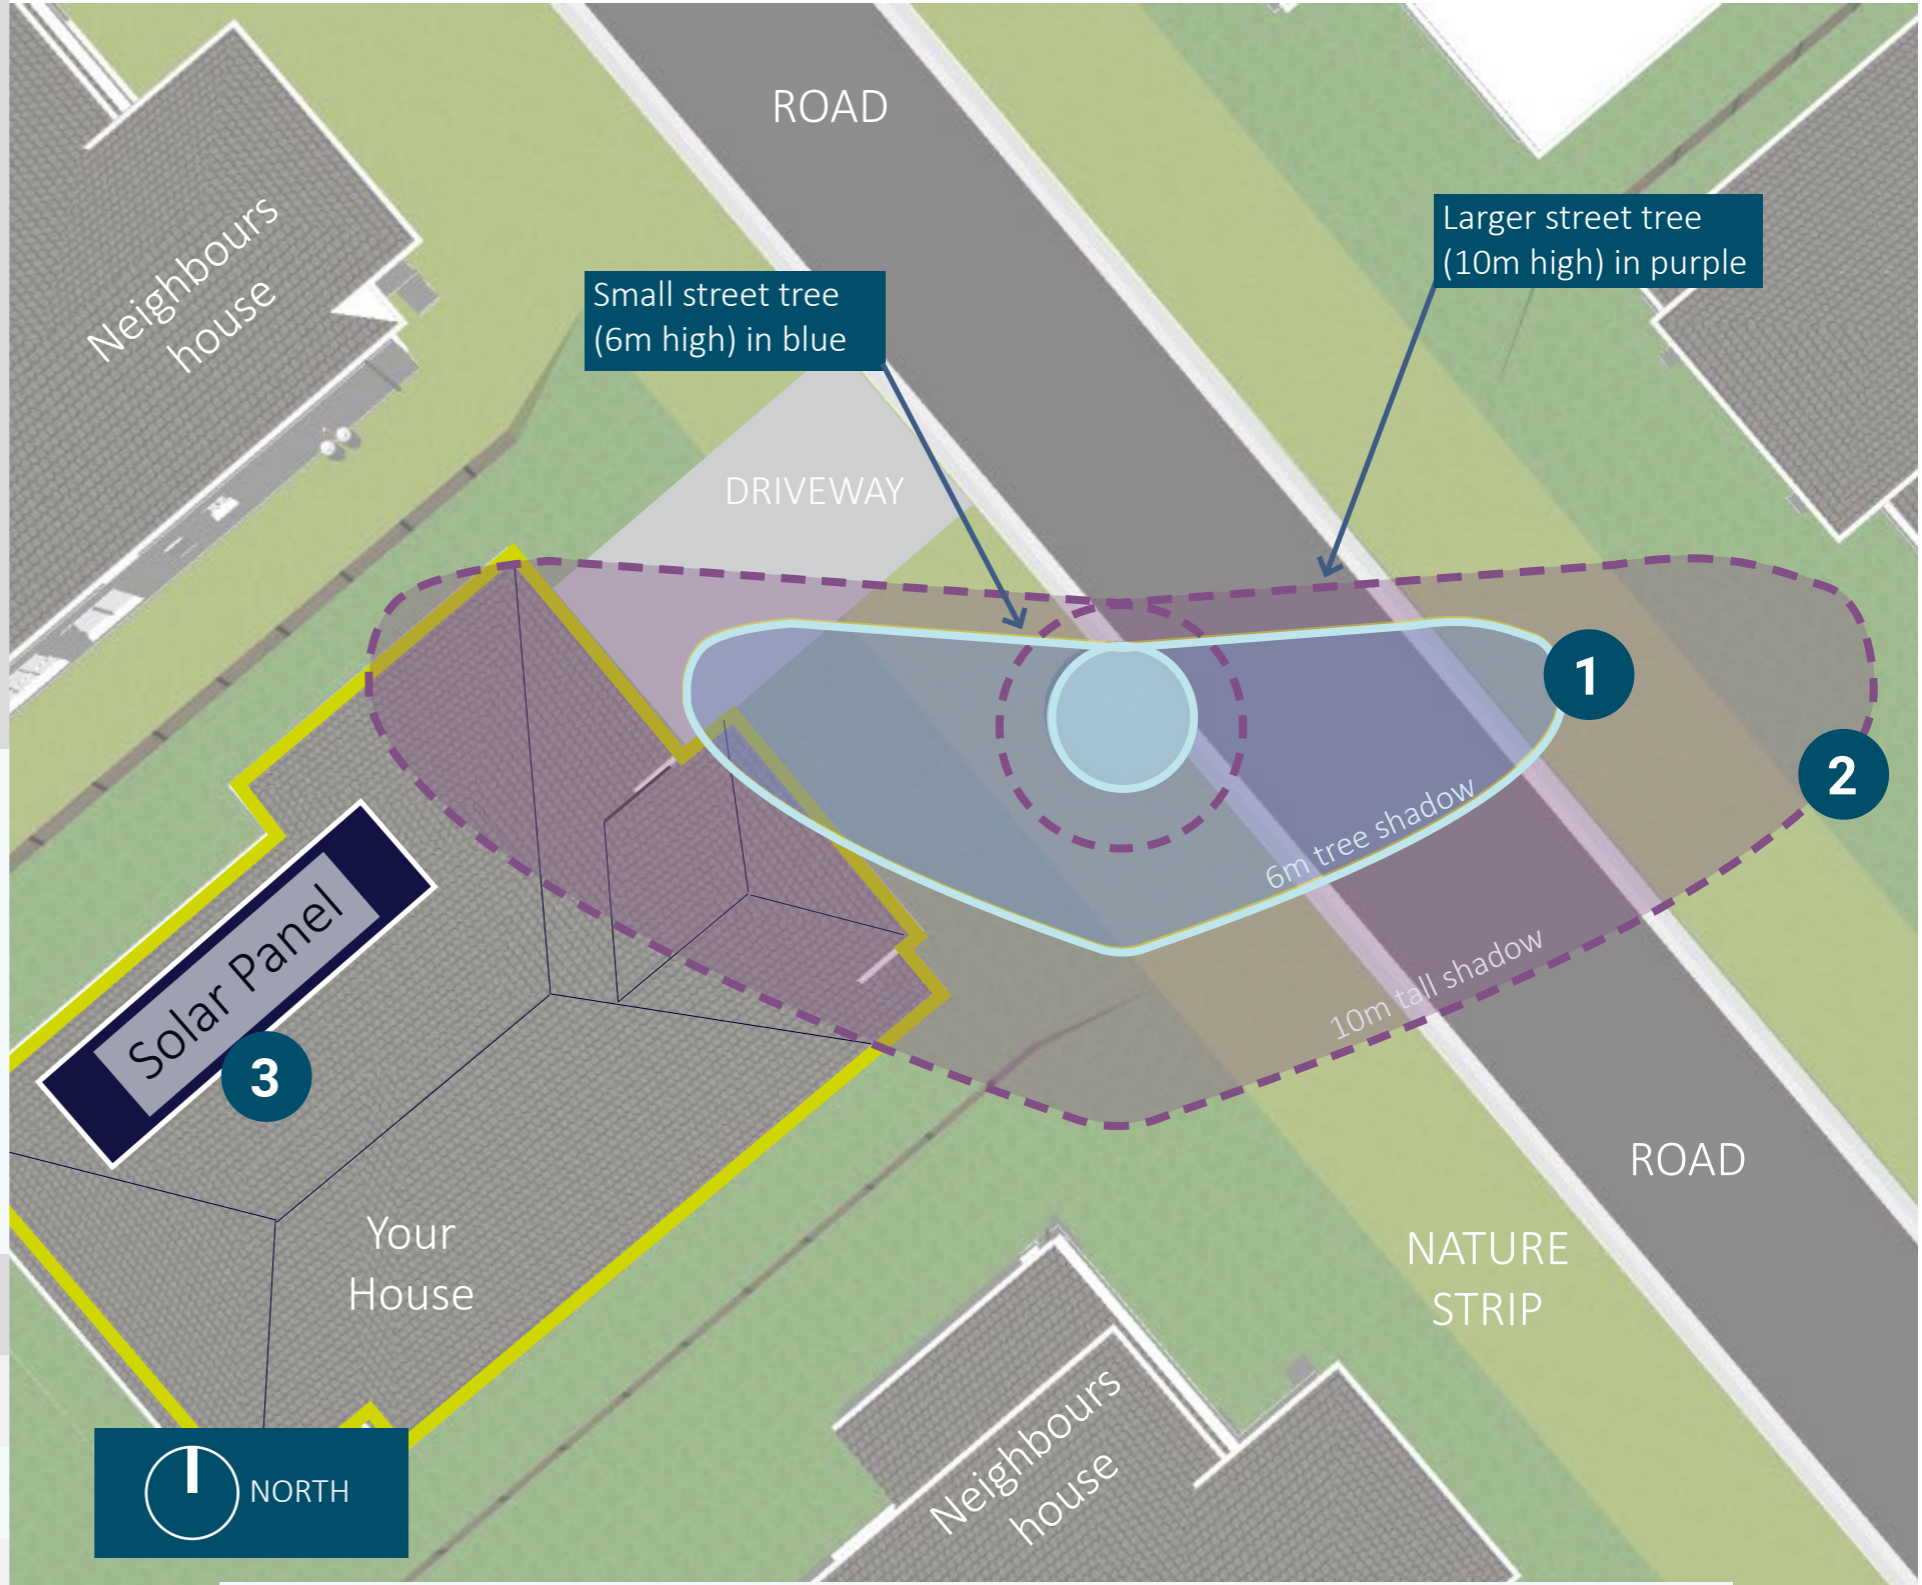 ROAD
Larger street tree
(10m high) in purple
Small street tree
(6m high) in blue
Neighbours
house
DRIVEWAY
1
2
6m tree shadow
10m tall shadow
Solar Panel
3
ROAD
Your
House
NATURE
STRIP
Neighbours
house
NORTH